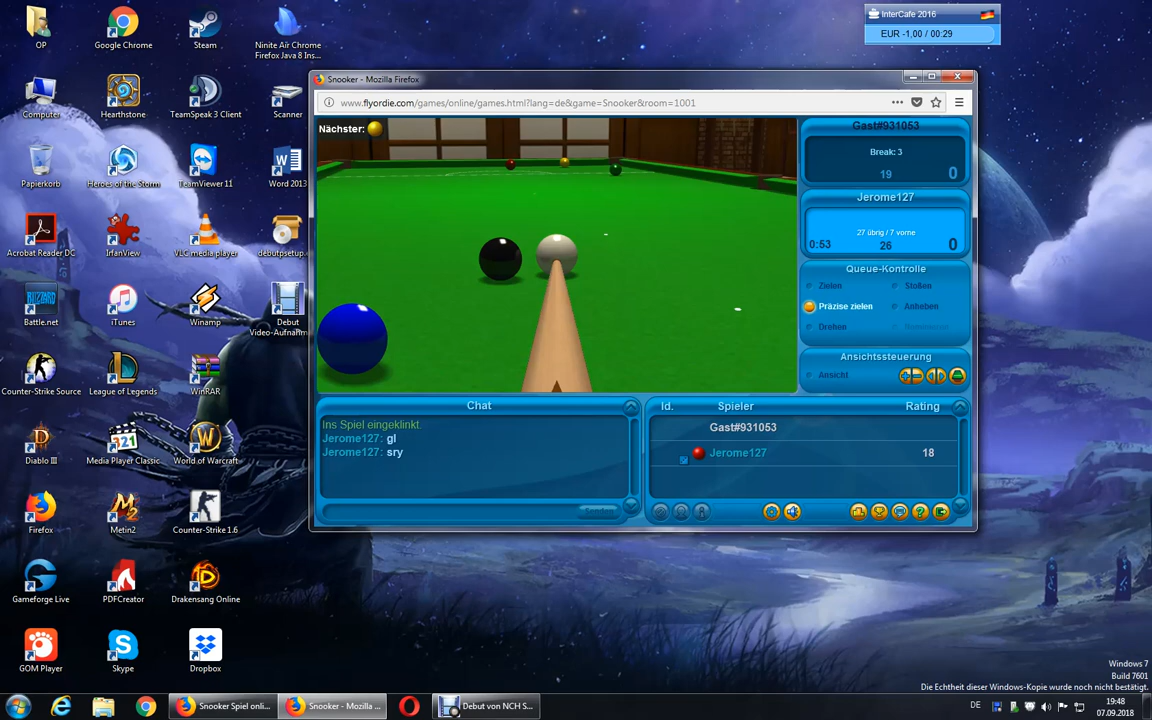 OP
Google Chrome
Steam
Ninite Air Chrome
Firefox Java 8 Ins...
Computer
Hearthstone
TeamSpeak 3 Client
Scanner
Papierkorb
Heroes of the Storm
TeamViewer 11
Word 2013
Acrobat Reader DC
IrfanView
VLC media player
debutpsetup.
Battle.net
iTunes
Winamp
Debut
Video-Aufnahm
Counter-Strike Source
League of Legends
WinRAR
Diablo III
Media Player Classic
World of Warcraft
Firefox
Metin2
Counter-Strike 1.6
Gameforge Live
PDFCreator
Drakensang Online
GOM Player
Skype
Dropbox
InterCafe 2016
EUR -1,00 / 00:29
Snooker - Mozilla Firefox
www.flyordie.com/games/online/games.html?lang=de&game=Snooker&room=1001
Nächster:
Gast#931053
Break: 3
19 0
Jerome127
27 übrig / 7 vorne
0:53 26 0
Queue-Kontrolle
Zielen Stoßen
Präzise zielen Anheben
Drehen
Ansichtssteuerung
Ansicht
Chat
Ins Spiel eingeklinkt.
Jerome127: gl
Jerome127: sry
Id. Spieler Rating
Gast#931053
Jerome127 18
Windows 7
Build 7601
Die Echtheit dieser Windows-Kopie wurde noch nicht bestätigt.
Snooker Spiel onli...
Snooker - Mozilla ...
Debut von NCH S...
DE
19:48
07.09.2018